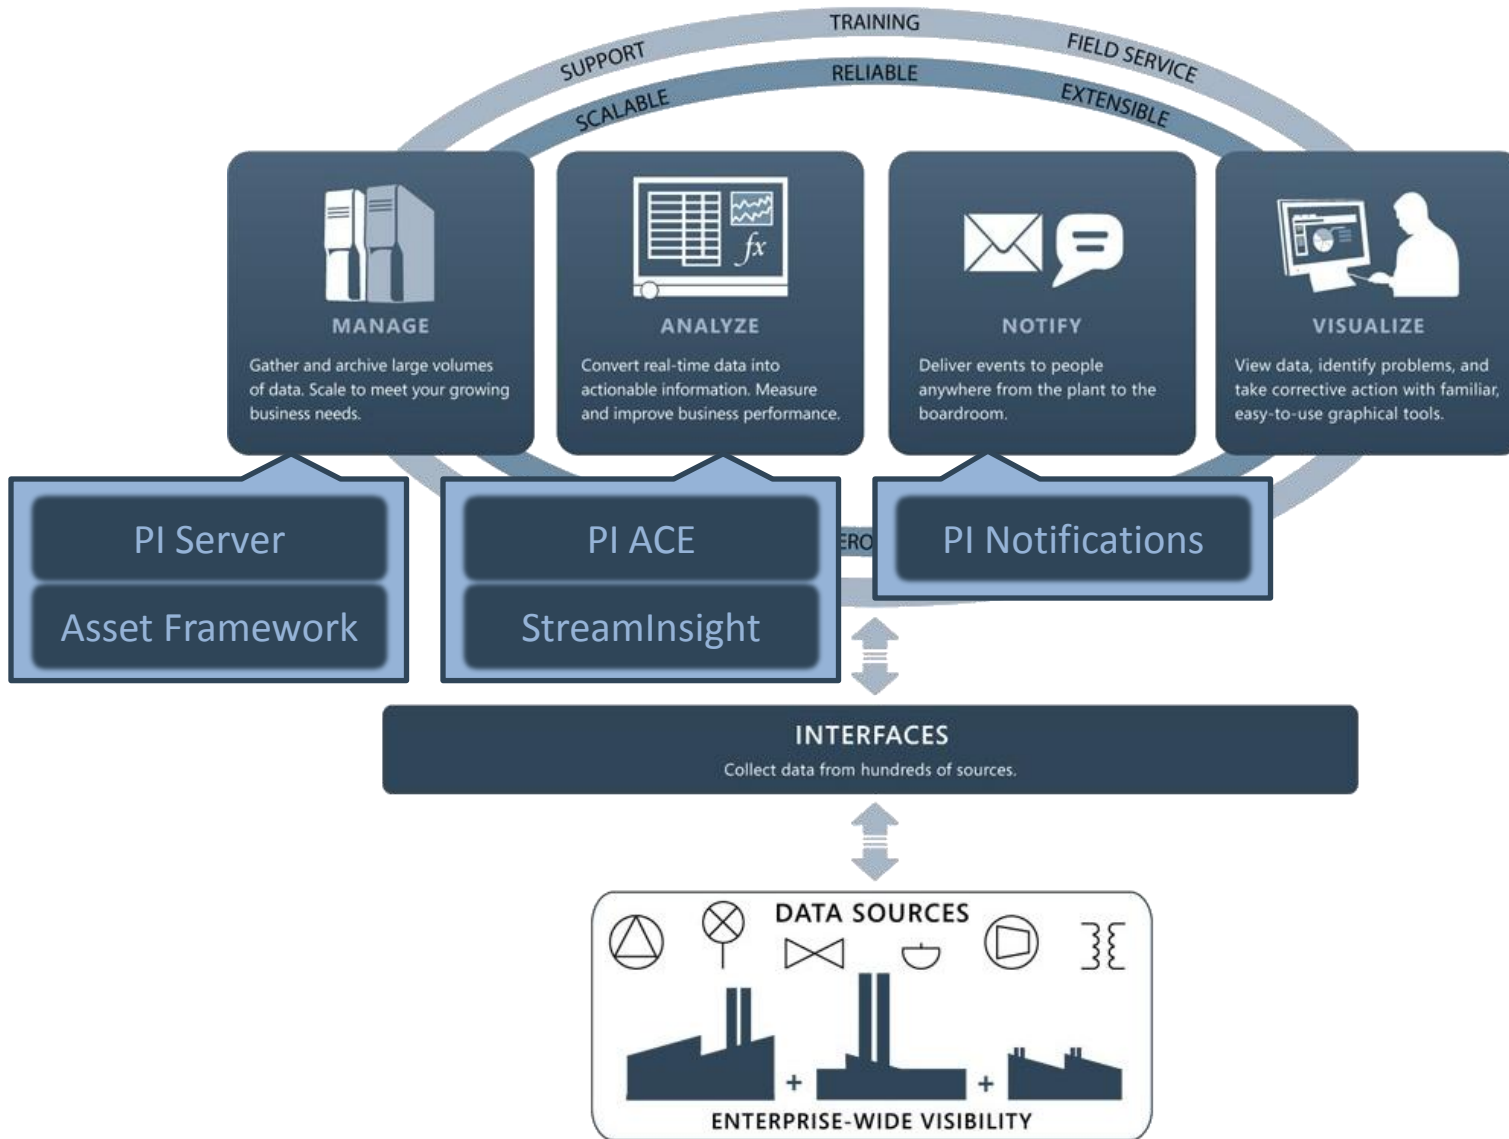 TRAINING
SUPPORT
FIELD SERVICE
RELIABLE
SCALABLE
EXTENSIBLE
fx
MANAGE
Gather and archive large volumes
of data. Scale to meet your growing
business needs.
ANALYZE
Convert real-time data into
actionable information. Measure
and improve business performance.
NOTIFY
Deliver events to people
anywhere from the plant to the
boardroom.
VISUALIZE
View data, identify problems, and
take corrective action with familiar,
easy-to-use graphical tools.
PI Server
Asset Framework
PI ACE
StreamInsight
PI Notifications
INTERFACES
Collect data from hundreds of sources.
DATA SOURCES
+ +
ENTERPRISE-WIDE VISIBILITY